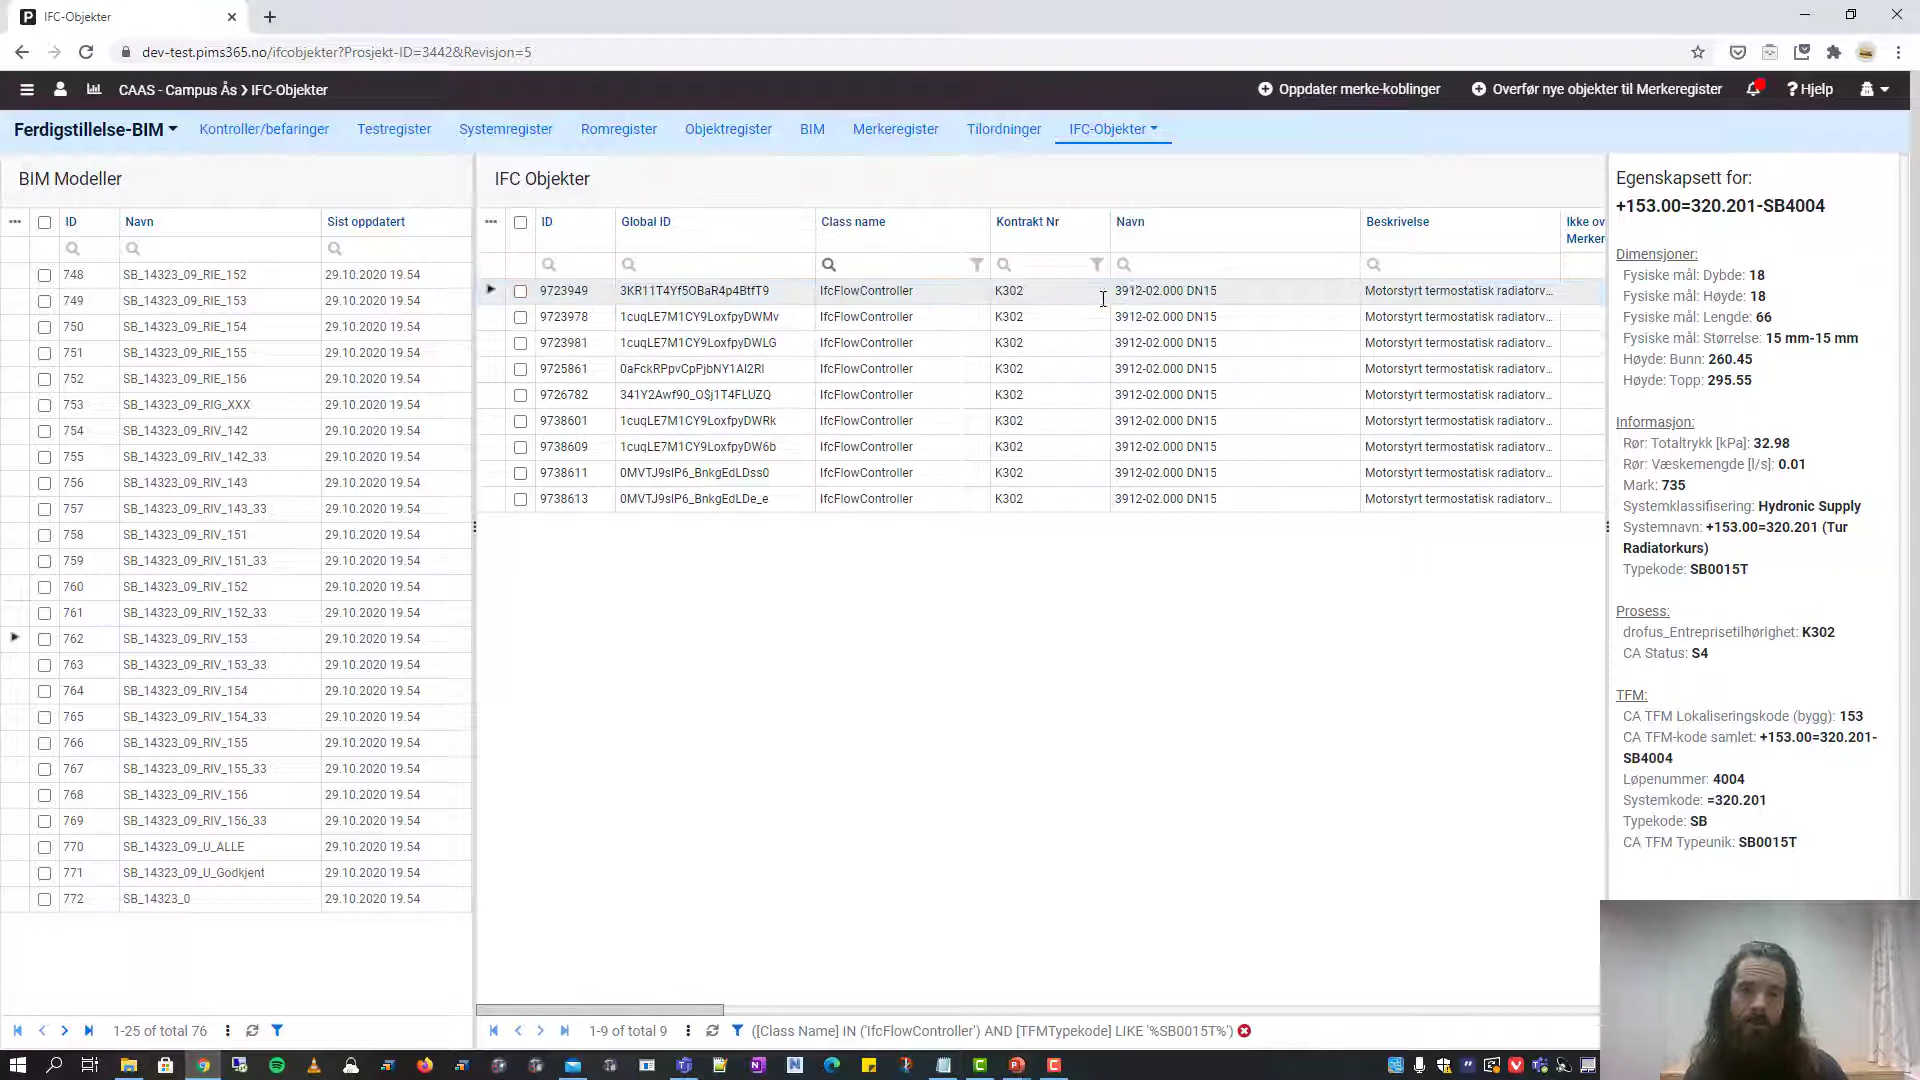 IFC-Objekter
dev-test.pims365.no/ifcobjekter?Prosjekt-ID=3442&Revisjon=5
CAAS - Campus Ås IFC-Objekter
Oppdater merke-koblinger
Overfør nye objekter til Merkeregister
Hjelp
Ferdigstillelse-BIM
Kontroller/befaringer
Testregister
Systemregister
Romregister
Objektregister
BIM
Merkeregister
Tilordninger
IFC-Objekter
BIM Modeller
ID Navn Sist oppdatert
748 SB_14323_09_RIE_152 29.10.2020 19.54
749 SB_14323_09_RIE_153 29.10.2020 19.54
750 SB_14323_09_RIE_154 29.10.2020 19.54
751 SB_14323_09_RIE_155 29.10.2020 19.54
752 SB_14323_09_RIE_156 29.10.2020 19.54
753 SB_14323_09_RIG_XXX 29.10.2020 19.54
754 SB_14323_09_RIV_142 29.10.2020 19.54
755 SB_14323_09_RIV_142_33 29.10.2020 19.54
756 SB_14323_09_RIV_143 29.10.2020 19.54
757 SB_14323_09_RIV_143_33 29.10.2020 19.54
758 SB_14323_09_RIV_151 29.10.2020 19.54
759 SB_14323_09_RIV_151_33 29.10.2020 19.54
760 SB_14323_09_RIV_152 29.10.2020 19.54
761 SB_14323_09_RIV_152_33 29.10.2020 19.54
762 SB_14323_09_RIV_153 29.10.2020 19.54
763 SB_14323_09_RIV_153_33 29.10.2020 19.54
764 SB_14323_09_RIV_154 29.10.2020 19.54
765 SB_14323_09_RIV_154_33 29.10.2020 19.54
766 SB_14323_09_RIV_155 29.10.2020 19.54
767 SB_14323_09_RIV_155_33 29.10.2020 19.54
768 SB_14323_09_RIV_156 29.10.2020 19.54
769 SB_14323_09_RIV_156_33 29.10.2020 19.54
770 SB_14323_09_U_ALLE 29.10.2020 19.54
771 SB_14323_09_U_Godkjent 29.10.2020 19.54
772 SB_14323_0 29.10.2020 19.54
1-25 of total 76
IFC Objekter
ID Global ID Class name Kontrakt Nr Navn Beskrivelse Ikke ov
Merker
9723949 3KR11T4Yf5OBaR4p4BtfT9 IfcFlowController K302 3912-02.000 DN15 Motorstyrt termostatisk radiatorv...
9723978 1cuqLE7M1CY9LoxfpyDWMv IfcFlowController K302 3912-02.000 DN15 Motorstyrt termostatisk radiatorv...
9723981 1cuqLE7M1CY9LoxfpyDWLG IfcFlowController K302 3912-02.000 DN15 Motorstyrt termostatisk radiatorv...
9725861 0aFckRPpvCpPjbNY1AI2RI IfcFlowController K302 3912-02.000 DN15 Motorstyrt termostatisk radiatorv...
9726782 341Y2Awf90_O$j1T4FLUZQ IfcFlowController K302 3912-02.000 DN15 Motorstyrt termostatisk radiatorv...
9738601 1cuqLE7M1CY9LoxfpyDWRk IfcFlowController K302 3912-02.000 DN15 Motorstyrt termostatisk radiatorv...
9738609 1cuqLE7M1CY9LoxfpyDW6b IfcFlowController K302 3912-02.000 DN15 Motorstyrt termostatisk radiatorv...
9738611 0MVTJ9sIP6_BnkgEdLDss0 IfcFlowController K302 3912-02.000 DN15 Motorstyrt termostatisk radiatorv...
9738613 0MVTJ9sIP6_BnkgEdLDe_e IfcFlowController K302 3912-02.000 DN15 Motorstyrt termostatisk radiatorv...
1-9 of total 9
([Class Name] IN ('IfcFlowController') AND [TFMTypekode] LIKE '%SB0015T%')
Egenskapsett for:
+153.00=320.201-SB4004
Dimensjoner:
Fysiske mål: Dybde: 18
Fysiske mål: Høyde: 18
Fysiske mål: Lengde: 66
Fysiske mål: Størrelse: 15 mm-15 mm
Høyde: Bunn: 260.45
Høyde: Topp: 295.55
Informasjon:
Rør: Totaltrykk [kPa]: 32.98
Rør: Væskemengde [l/s]: 0.01
Mark: 735
Systemklassifisering: Hydronic Supply
Systemnavn: +153.00=320.201 (Tur
Radiatorkurs)
Typekode: SB0015T
Prosess:
drofus_Entreprisetilhørighet: K302
CA Status: S4
TFM:
CA TFM Lokaliseringskode (bygg): 153
CA TFM-kode samlet: +153.00=320.201-
SB4004
Løpenummer: 4004
Systemkode: =320.201
Typekode: SB
CA TFM Typeunik: SB0015T